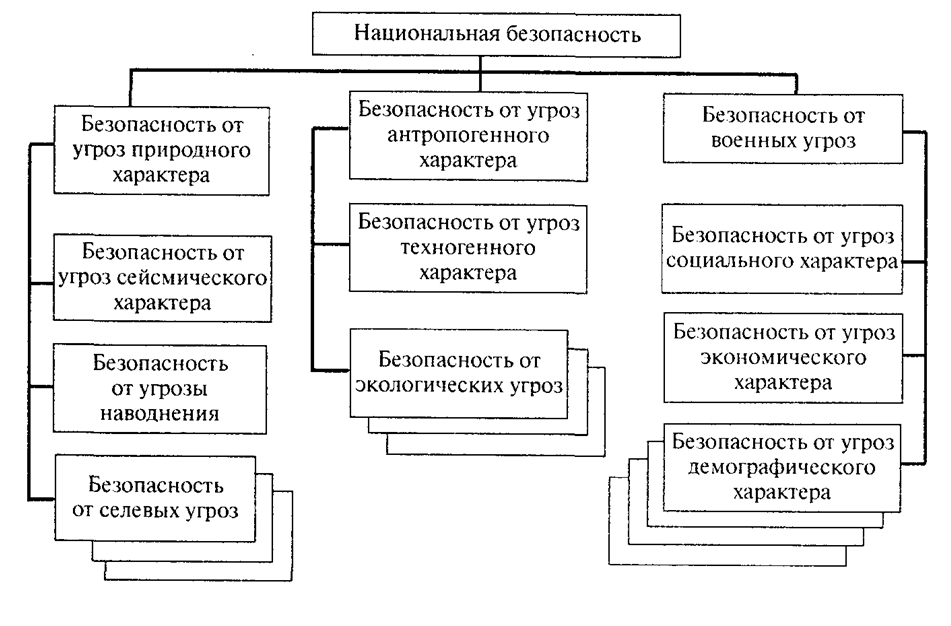 Национальная безопасность
Безопасность от
угроз природного
характера
Безопасность от
угроз сейсмического
характера
Безопасность
от угрозы
наводнения
Безопасность
от селевых угроз
Безопасность от угроз
антропогенного
характера
Безопасность от угроз
техногенного
характера
Безопасность от
экологических угроз
Безопасность от
военных угроз
Безопасность от угроз
социального характера
Безопасность от угроз
экономического
характера
Безопасность от угроз
демографического
характера